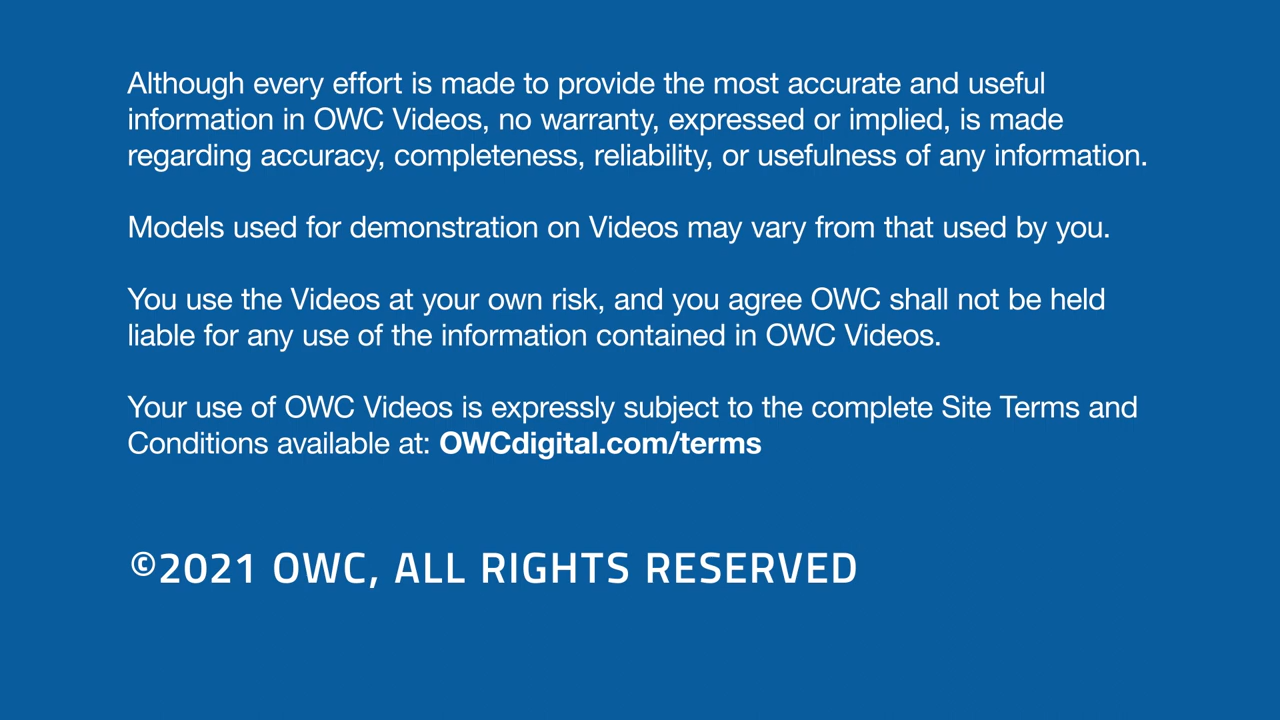 Although every effort is made to provide the most accurate and useful
information in OWC Videos, no warranty, expressed or implied, is made
regarding accuracy, completeness, reliability, or usefulness of any information.
Models used for demonstration on Videos may vary from that used by you.
You use the Videos at your own risk, and you agree OWC shall not be held
liable for any use of the information contained in OWC Videos.
Your use of OWC Videos is expressly subject to the complete Site Terms and
Conditions available at: OWCdigital.com/terms
©2021 OWC, ALL RIGHTS RESERVED